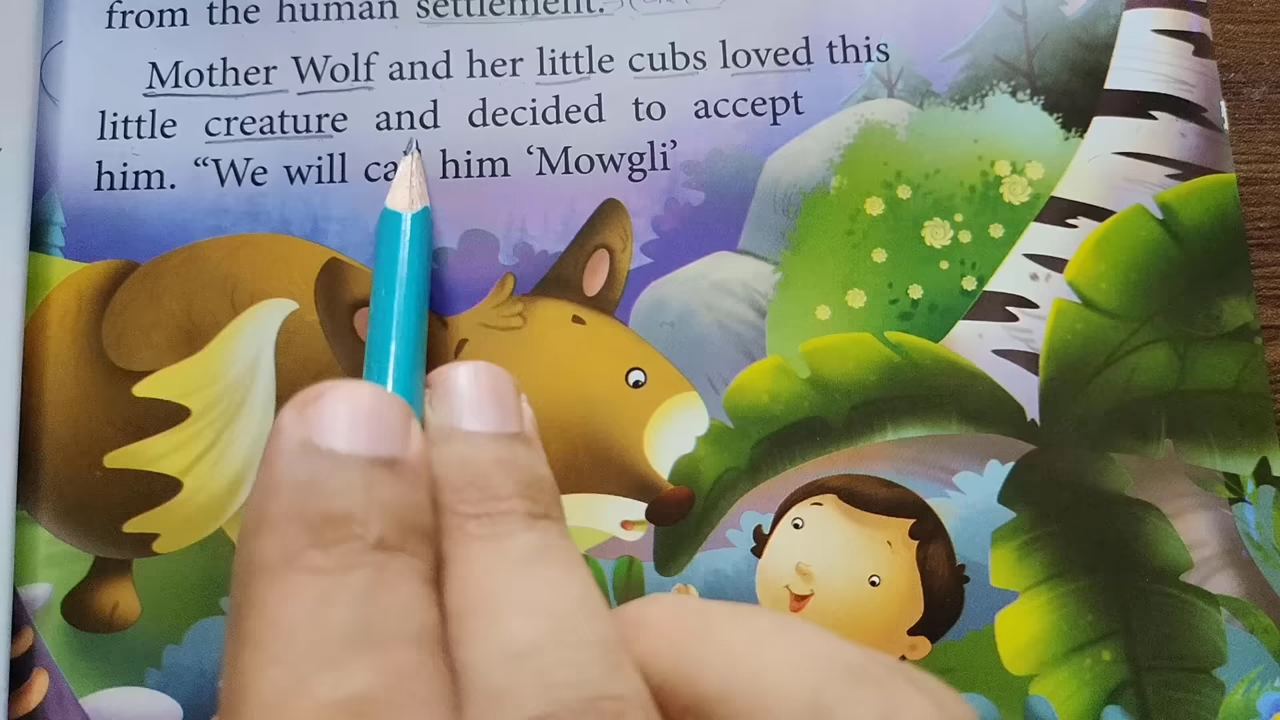 from the human settlement.
Mother Wolf and her little cubs loved this
little creature and decided to accept
him. “We will call him ‘Mowgli’